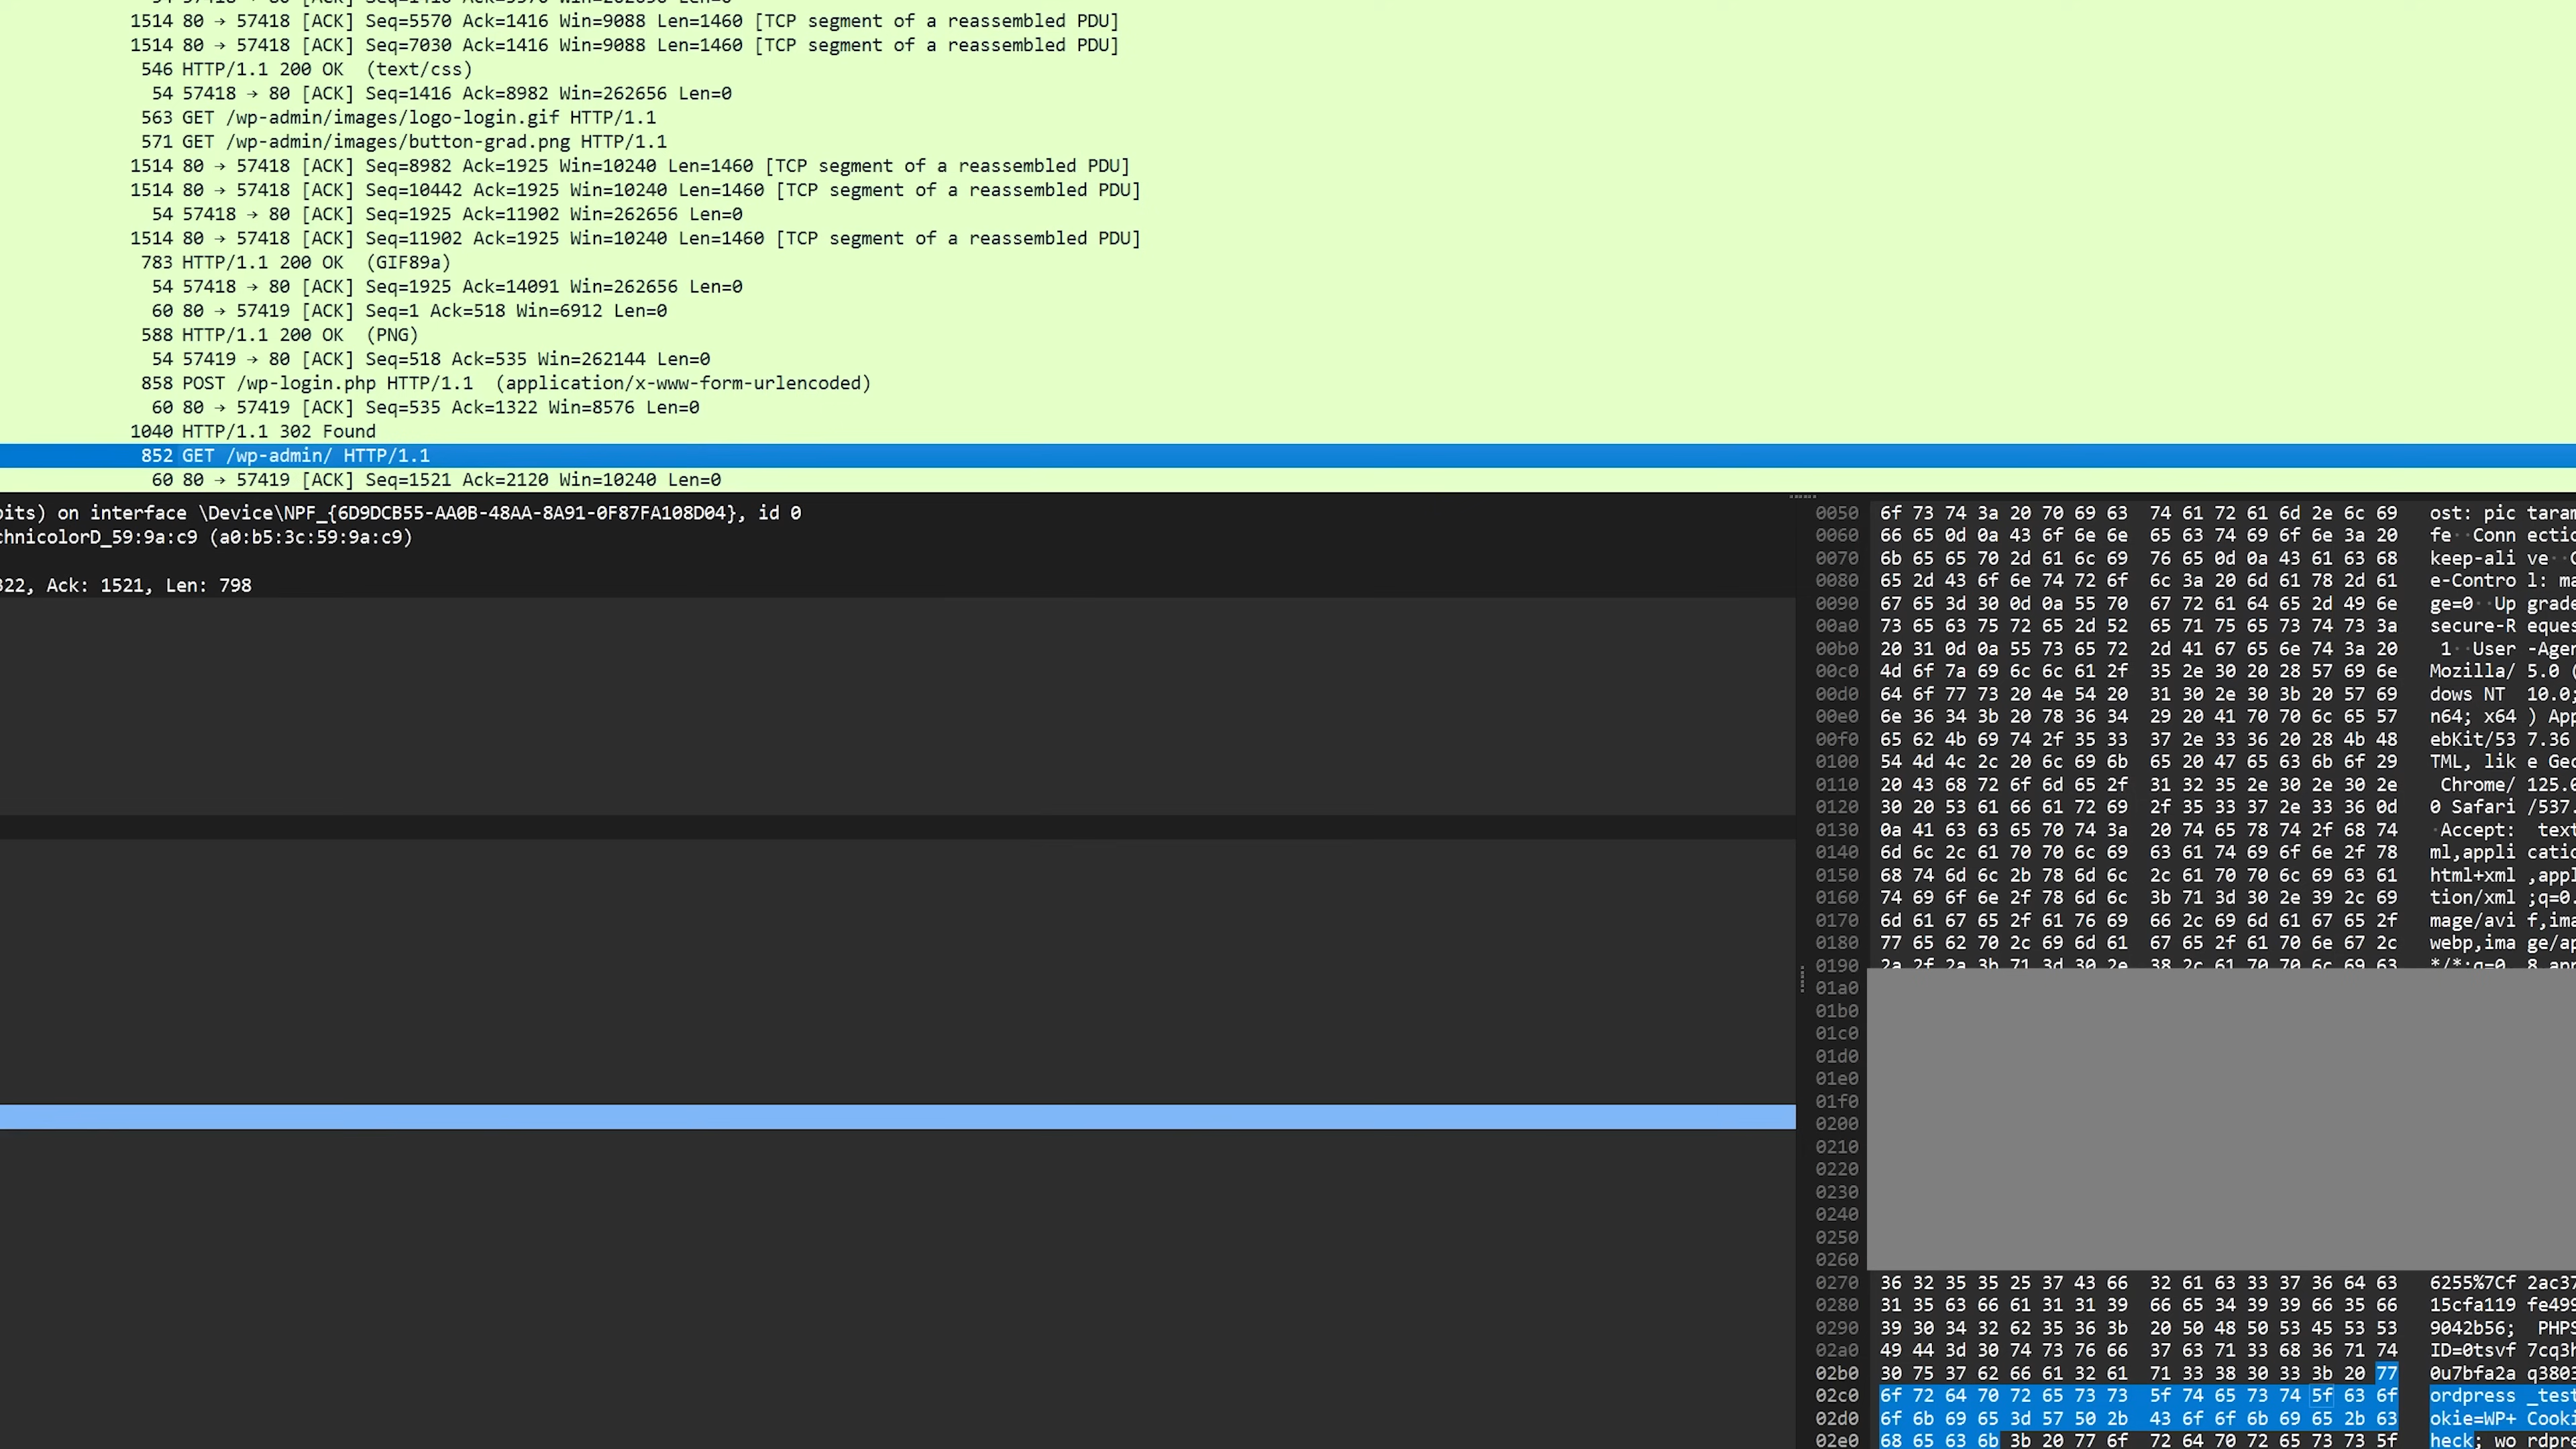 1514 80 → 57418 [ACK] Seq=5570 Ack=1416 Win=9088 Len=1460 [TCP segment of a reassembled PDU]
1514 80 → 57418 [ACK] Seq=7030 Ack=1416 Win=9088 Len=1460 [TCP segment of a reassembled PDU]
546 HTTP/1.1 200 OK (text/css)
54 57418 → 80 [ACK] Seq=1416 Ack=8982 Win=262656 Len=0
563 GET /wp-admin/images/logo-login.gif HTTP/1.1
571 GET /wp-admin/images/button-grad.png HTTP/1.1
1514 80 → 57418 [ACK] Seq=8982 Ack=1925 Win=10240 Len=1460 [TCP segment of a reassembled PDU]
1514 80 → 57418 [ACK] Seq=10442 Ack=1925 Win=10240 Len=1460 [TCP segment of a reassembled PDU]
54 57418 → 80 [ACK] Seq=1925 Ack=11902 Win=262656 Len=0
1514 80 → 57418 [ACK] Seq=11902 Ack=1925 Win=10240 Len=1460 [TCP segment of a reassembled PDU]
783 HTTP/1.1 200 OK (GIF89a)
54 57418 → 80 [ACK] Seq=1925 Ack=14091 Win=262656 Len=0
60 80 → 57419 [ACK] Seq=1 Ack=518 Win=6912 Len=0
588 HTTP/1.1 200 OK (PNG)
54 57419 → 80 [ACK] Seq=518 Ack=535 Win=262144 Len=0
858 POST /wp-login.php HTTP/1.1 (application/x-www-form-urlencoded)
60 80 → 57419 [ACK] Seq=535 Ack=1322 Win=8576 Len=0
1040 HTTP/1.1 302 Found
852 GET /wp-admin/ HTTP/1.1
60 80 → 57419 [ACK] Seq=1521 Ack=2120 Win=10240 Len=0
bits) on interface \Device\NPF_{6D9DCB55-AA0B-48AA-8A91-0F87FA108D04}, id 0
chnicolorD_59:9a:c9 (a0:b5:3c:59:9a:c9)
322, Ack: 1521, Len: 798
0050 6f 73 74 3a 20 70 69 63 74 61 72 61 6d 2e 6c 69 ost: pic taram
0060 66 65 0d 0a 43 6f 6e 6e 65 63 74 69 6f 6e 3a 20 fe··Conn ectio
0070 6b 65 65 70 2d 61 6c 69 76 65 0d 0a 43 61 63 68 keep-ali ve··C
0080 65 2d 43 6f 6e 74 72 6f 6c 3a 20 6d 61 78 2d 61 e-Contro l: ma
0090 67 65 3d 30 0d 0a 55 70 67 72 61 64 65 2d 49 6e ge=0··Up grade
00a0 73 65 63 75 72 65 2d 52 65 71 75 65 73 74 73 3a secure-R eques
00b0 20 31 0d 0a 55 73 65 72 2d 41 67 65 6e 74 3a 20 1··User -Agen
00c0 4d 6f 7a 69 6c 6c 61 2f 35 2e 30 20 28 57 69 6e Mozilla/ 5.0 (
00d0 64 6f 77 73 20 4e 54 20 31 30 2e 30 3b 20 57 69 dows NT 10.0;
00e0 6e 36 34 3b 20 78 36 34 29 20 41 70 70 6c 65 57 n64; x64 ) App
00f0 65 62 4b 69 74 2f 35 33 37 2e 33 36 20 28 4b 48 ebKit/53 7.36
0100 54 4d 4c 2c 20 6c 69 6b 65 20 47 65 63 6b 6f 29 TML, lik e Gec
0110 20 43 68 72 6f 6d 65 2f 31 32 35 2e 30 2e 30 2e Chrome/ 125.0
0120 30 20 53 61 66 61 72 69 2f 35 33 37 2e 33 36 0d 0 Safari /537.
0130 0a 41 63 63 65 70 74 3a 20 74 65 78 74 2f 68 74 ·Accept: text
0140 6d 6c 2c 61 70 70 6c 69 63 61 74 69 6f 6e 2f 78 ml,appli catio
0150 68 74 6d 6c 2b 78 6d 6c 2c 61 70 70 6c 69 63 61 html+xml ,appl
0160 74 69 6f 6e 2f 78 6d 6c 3b 71 3d 30 2e 39 2c 69 tion/xml ;q=0.
0170 6d 61 67 65 2f 61 76 69 66 2c 69 6d 61 67 65 2f mage/avi f,ima
0180 77 65 62 70 2c 69 6d 61 67 65 2f 61 70 6e 67 2c webp,ima ge/ap
0190 2a 2f 2a 3b 71 3d 30 2e 38 2c 61 70 70 6c 69 63 */*;q=0. 8,app
01a0
01b0
01c0
01d0
01e0
01f0
0200
0210
0220
0230
0240
0250
0260
0270 36 32 35 35 25 37 43 66 32 61 63 33 37 36 64 63 6255%7Cf 2ac37
0280 31 35 63 66 61 31 31 39 66 65 34 39 39 66 35 66 15cfa119 fe499
0290 39 30 34 32 62 35 36 3b 20 50 48 50 53 45 53 53 9042b56; PHPS
02a0 49 44 3d 30 74 73 76 66 37 63 71 33 68 36 71 74 ID=0tsvf 7cq3h
02b0 30 75 37 62 66 61 32 61 71 33 38 30 33 3b 20 77 0u7bfa2a q3803
02c0 6f 72 64 70 72 65 73 73 5f 74 65 73 74 5f 63 6f ordpress _test
02d0 6f 6b 69 65 3d 57 50 2b 43 6f 6f 6b 69 65 2b 63 okie=WP+ Cooki
02e0 68 65 63 6b 3b 20 77 6f 72 64 70 72 65 73 73 5f heck; wo rdpre